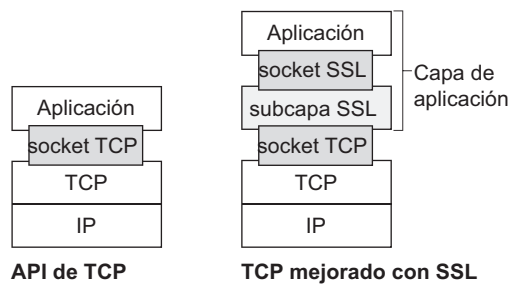 Aplicación
socket TCP
TCP
IP
API de TCP
Aplicación
socket SSL
subcapa SSL
socket TCP
TCP
IP
TCP mejorado con SSL
Capa de
aplicación